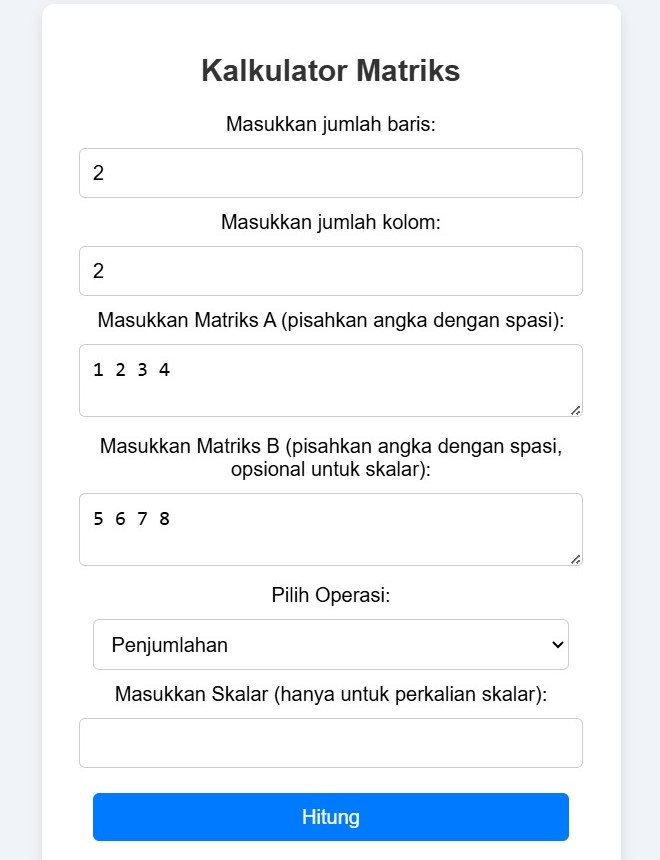 Kalkulator Matriks
Masukkan jumlah baris:
2
Masukkan jumlah kolom:
2
Masukkan Matriks A (pisahkan angka dengan spasi):
1 2 3 4
Masukkan Matriks B (pisahkan angka dengan spasi,
opsional untuk skalar):
5 6 7 8
Pilih Operasi:
Penjumlahan
Masukkan Skalar (hanya untuk perkalian skalar):
Hitung